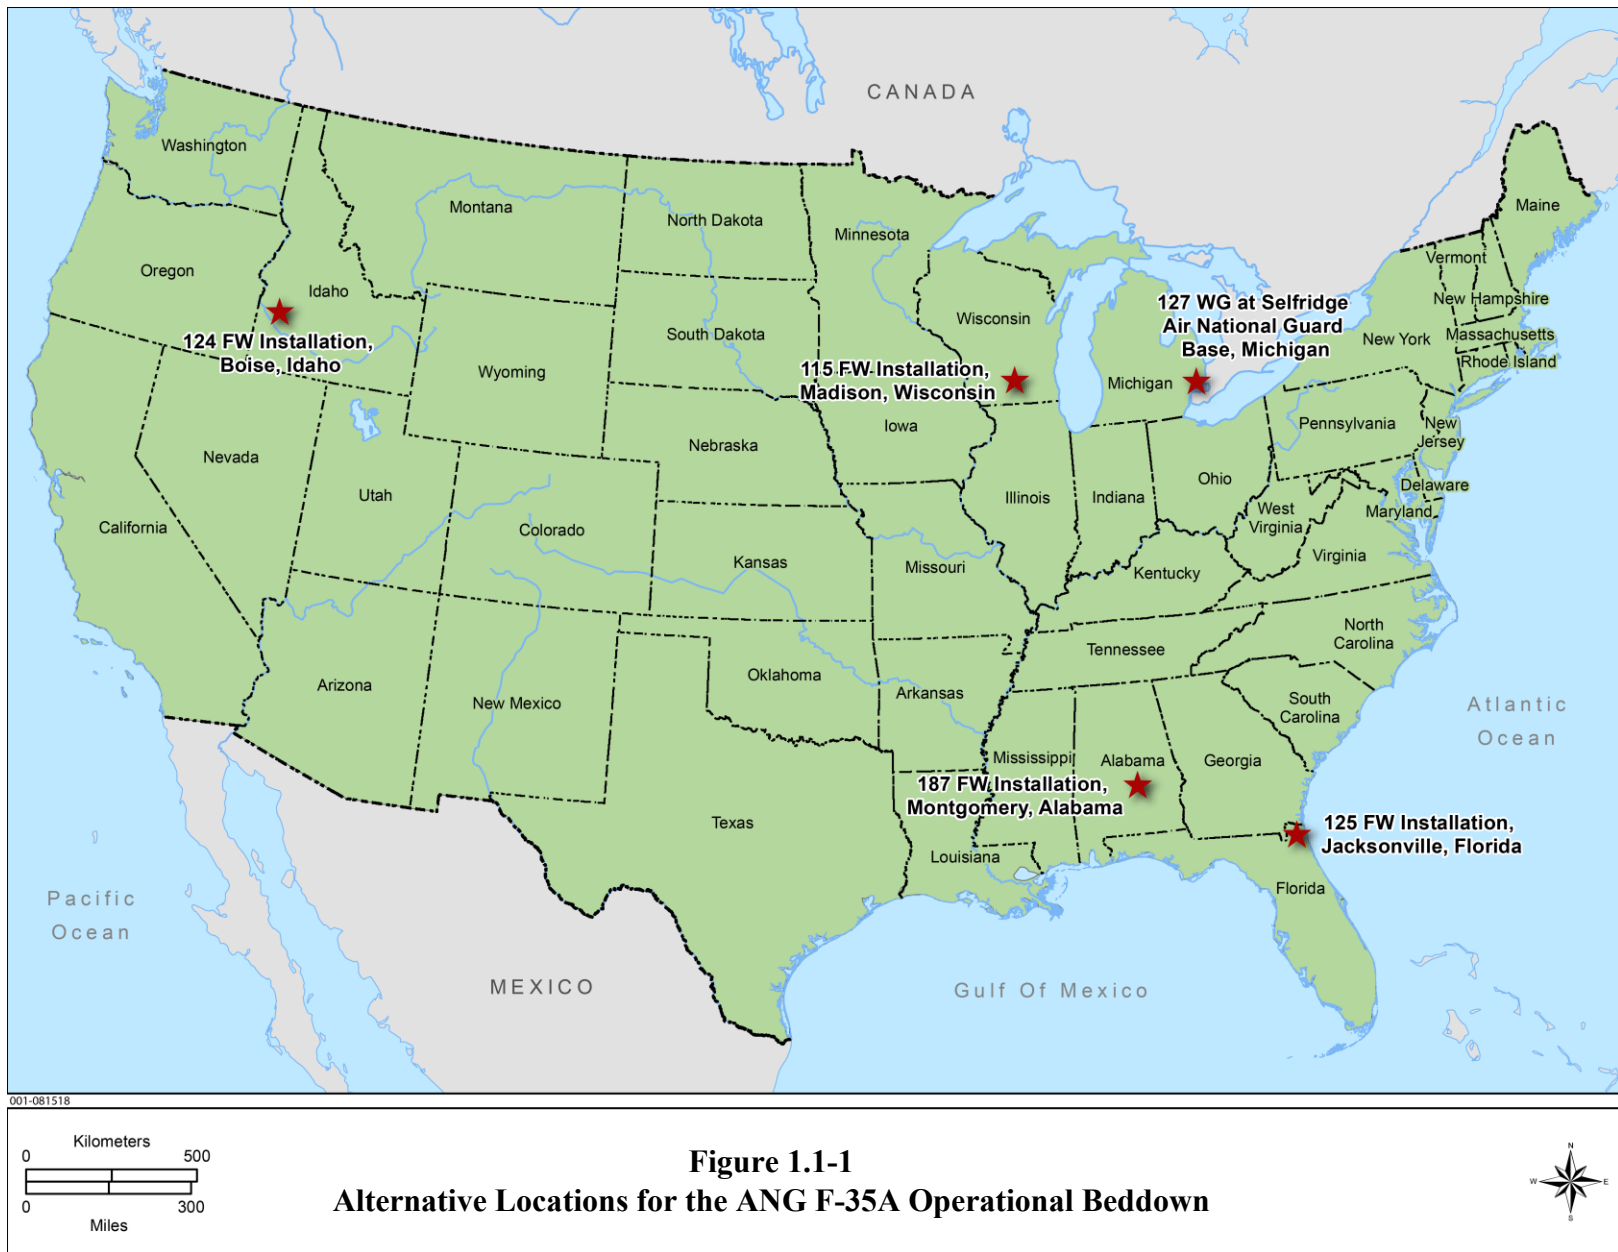 CANADA
Washington
Montana
North Dakota
Minnesota
Maine
Oregon
Idaho
Vermont
New Hampshire
124 FW Installation,
Boise, Idaho
South Dakota
Wisconsin
127 WG at Selfridge
Air National Guard
Base, Michigan
New York
Massachusetts
Rhode Island
Wyoming
115 FW Installation,
Madison, Wisconsin
Michigan
Iowa
Pennsylvania
New
Jersey
Nevada
Nebraska
Utah
Illinois
Indiana
Ohio
Delaware
West
Virginia
Maryland
California
Colorado
Kansas
Missouri
Kentucky
Virginia
Arizona
New Mexico
Oklahoma
Arkansas
Tennessee
North
Carolina
South
Carolina
Atlantic
Ocean
Mississippi
Alabama
Georgia
187 FW Installation,
Montgomery, Alabama
Texas
125 FW Installation,
Jacksonville, Florida
Louisiana
Florida
Pacific
Ocean
MEXICO
Gulf Of Mexico
001-081518
Kilometers
0 500
0 300
Miles
Figure 1.1-1
Alternative Locations for the ANG F-35A Operational Beddown
N
W E
S